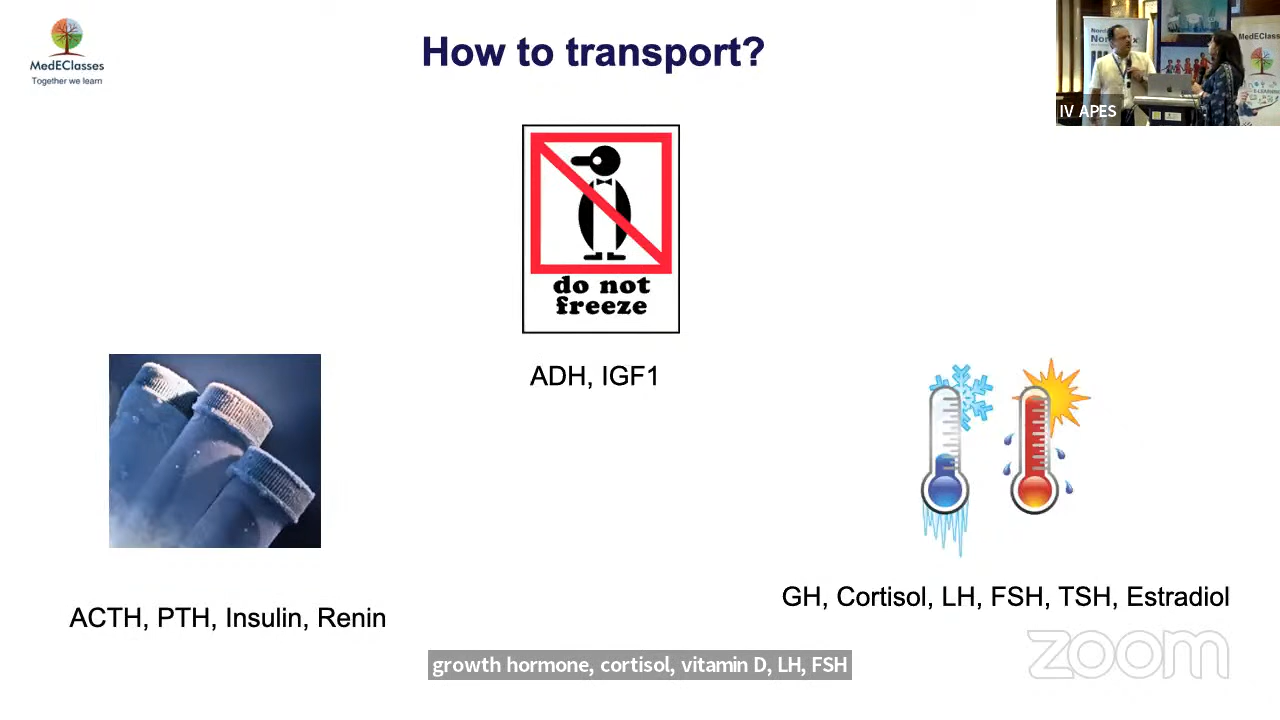 MedEClasses
Together we learn
How to transport?
IV APES
do not
freeze
ADH, IGF1
ACTH, PTH, Insulin, Renin
GH, Cortisol, LH, FSH, TSH, Estradiol
zoom
growth hormone, cortisol, vitamin D, LH, FSH